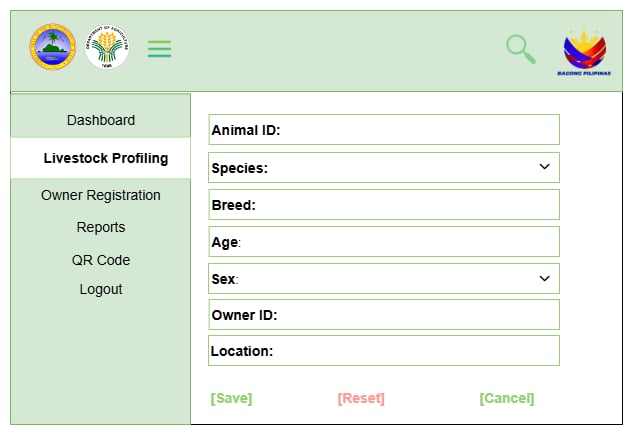 DEPARTMENT OF AGRICULTURE
BAGONG PILIPINAS
Dashboard
Livestock Profiling
Owner Registration
Reports
QR Code
Logout
Animal ID:
Species:
Breed:
Age:
Sex:
Owner ID:
Location:
[Save] [Reset] [Cancel]